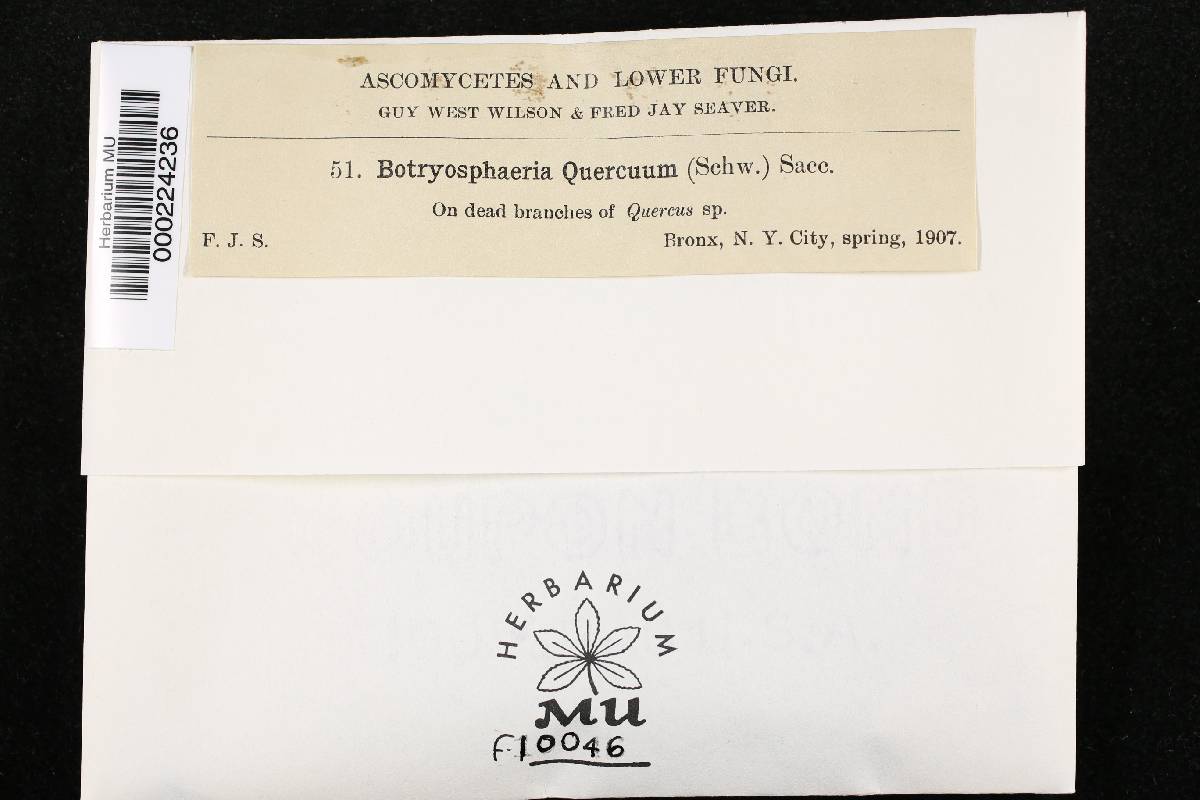 Herbarium MU
000224236
ASCOMYCETES AND LOWER FUNGI.
GUY WEST WILSON & FRED JAY SEAVER.
51. Botryosphaeria Quercuum (Schw.) Sacc.
On dead branches of Quercus sp.
F. J. S. Bronx, N. Y. City, spring, 1907.
HERBARIUM
MU
F10046